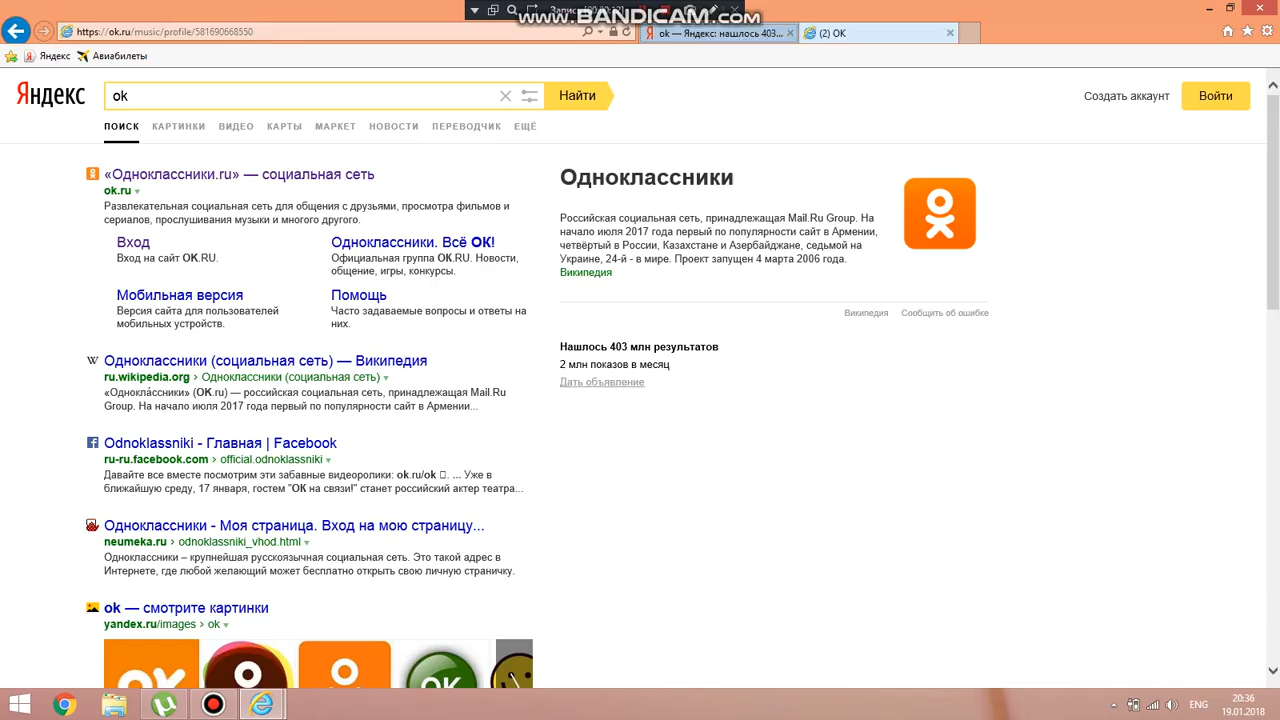 www.BANDICAM.com
https://ok.ru/music/profile/581690668550
ok — Яндекс: нашлось 403...
(2) OK
Яндекс
Авиабилеты
Яндекс
ok
Найти
Создать аккаунт
Войти
ПОИСК КАРТИНКИ ВИДЕО КАРТЫ МАРКЕТ НОВОСТИ ПЕРЕВОДЧИК ЕЩЁ
«Одноклассники.ru» — социальная сеть
ok.ru
Развлекательная социальная сеть для общения с друзьями, просмотра фильмов и
сериалов, прослушивания музыки и многого другого.
Вход
Вход на сайт OK.RU.
Одноклассники. Всё ОК!
Официальная группа OK.RU. Новости,
общение, игры, конкурсы.
Мобильная версия
Версия сайта для пользователей
мобильных устройств.
Помощь
Часто задаваемые вопросы и ответы на
них.
W Одноклассники (социальная сеть) — Википедия
ru.wikipedia.org › Одноклассники (социальная сеть)
«Однокла́ссники» (OK.ru) — российская социальная сеть, принадлежащая Mail.Ru
Group. На начало июля 2017 года первый по популярности сайт в Армении...
Odnoklassniki - Главная | Facebook
ru-ru.facebook.com › official.odnoklassniki
Давайте все вместе посмотрим эти забавные видеоролики: ok.ru/ok ▯. ... Уже в
ближайшую среду, 17 января, гостем "ОК на связи!" станет российский актер театра...
Одноклассники - Моя страница. Вход на мою страницу...
neumeka.ru › odnoklassniki_vhod.html
Одноклассники – крупнейшая русскоязычная социальная сеть. Это такой адрес в
Интернете, где любой желающий может бесплатно открыть свою личную страничку.
ok — смотрите картинки
yandex.ru/images › ok
OK
OK
Одноклассники
Российская социальная сеть, принадлежащая Mail.Ru Group. На
начало июля 2017 года первый по популярности сайт в Армении,
четвёртый в России, Казахстане и Азербайджане, седьмой на
Украине, 24-й - в мире. Проект запущен 4 марта 2006 года.
Википедия
Википедия Сообщить об ошибке
Нашлось 403 млн результатов
2 млн показов в месяц
Дать объявление
ENG
20:36
19.01.2018